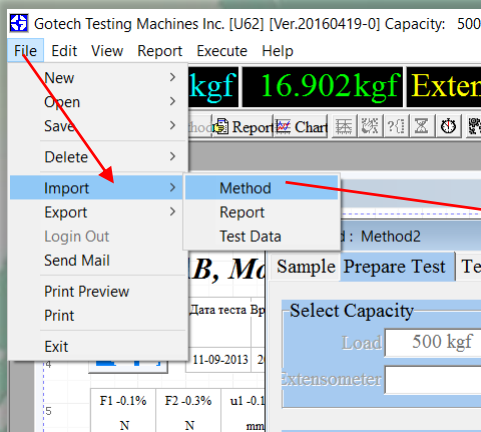 Gotech Testing Machines Inc. [U62] [Ver.20160419-0] Capacity: 500
File Edit View Report Execute Help
kgf 16.902kgf Exten
Report Chart
New
Open
Save
Delete
Import
Export
Login Out
Send Mail
Print Preview
Print
Exit
Method
Report
Test Data
: Method2
Sample Prepare Test Te
Select Capacity
Load 500 kgf
Extensometer
Дата теста Вр
4
11-09-2013
5
F1 -0.1% F2 -0.3% u1 -0.1
N N mm